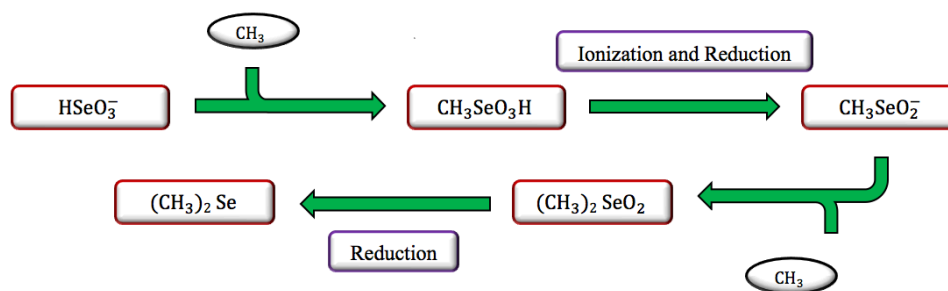 CH₃
Ionization and Reduction
HSeO₃⁻
CH₃SeO₃H
CH₃SeO₂⁻
(CH₃)₂ Se
(CH₃)₂ SeO₂
Reduction
CH₃